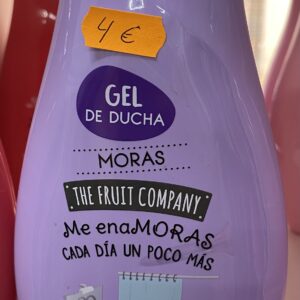 4 €
GEL
DE DUCHA
MORAS
THE FRUIT COMPANY
Me enaMORAS
CADA DÍA UN POCO MÁS